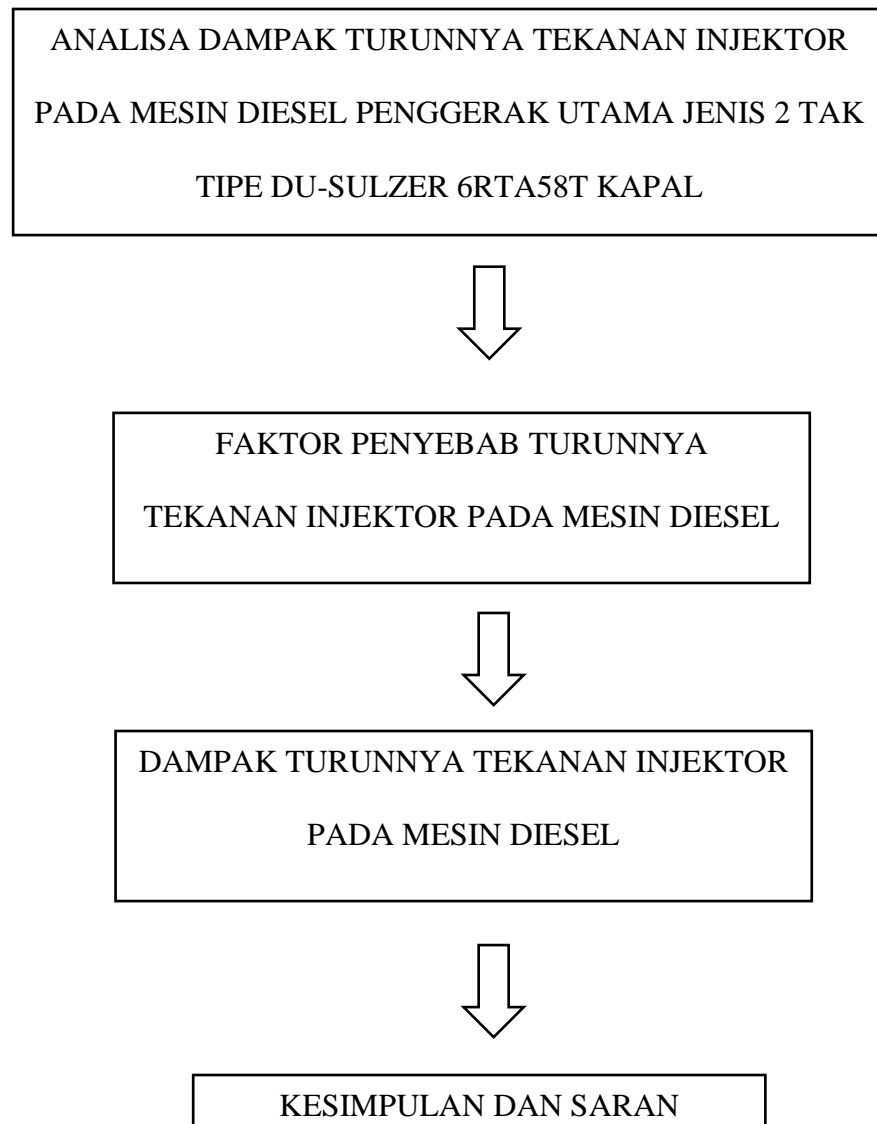 ANALISA DAMPAK TURUNNYA TEKANAN INJEKTOR
PADA MESIN DIESEL PENGGERAK UTAMA JENIS 2 TAK
TIPE DU-SULZER 6RTA58T KAPAL
FAKTOR PENYEBAB TURUNNYA
TEKANAN INJEKTOR PADA MESIN DIESEL
DAMPAK TURUNNYA TEKANAN INJEKTOR
PADA MESIN DIESEL
KESIMPULAN DAN SARAN